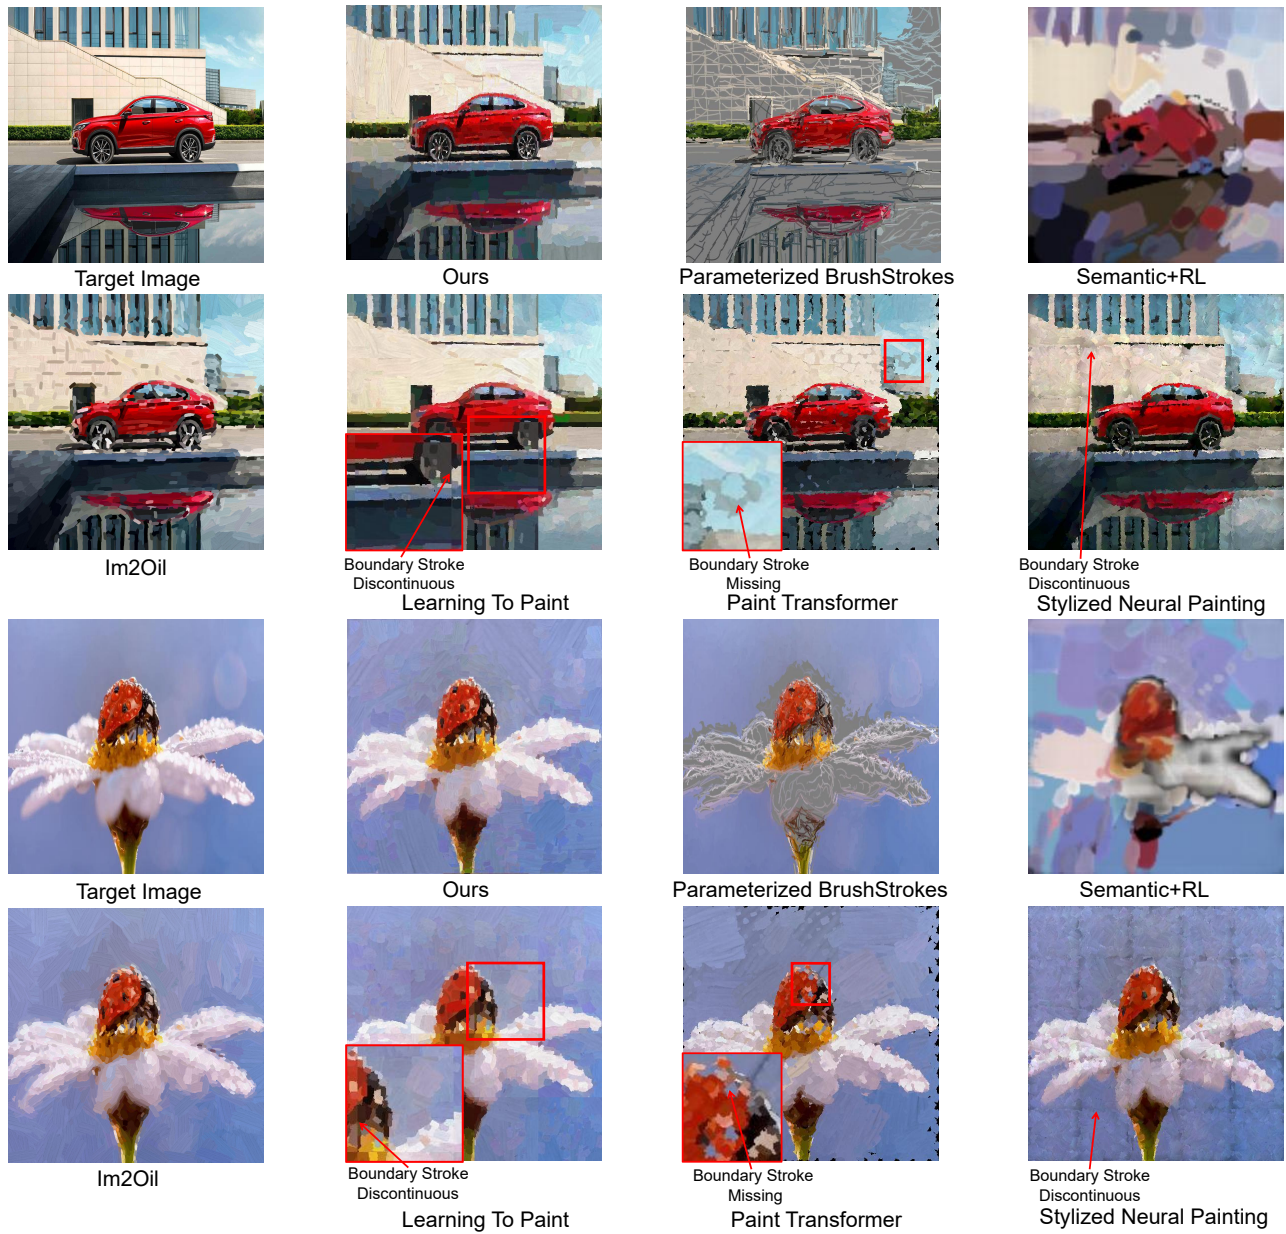 Target Image
Ours
Parameterized BrushStrokes
Semantic+RL
Im2Oil
Boundary Stroke
Discontinuous
Learning To Paint
Boundary Stroke
Missing
Paint Transformer
Boundary Stroke
Discontinuous
Stylized Neural Painting
Target Image
Ours
Parameterized BrushStrokes
Semantic+RL
Im2Oil
Boundary Stroke
Discontinuous
Learning To Paint
Boundary Stroke
Missing
Paint Transformer
Boundary Stroke
Discontinuous
Stylized Neural Painting